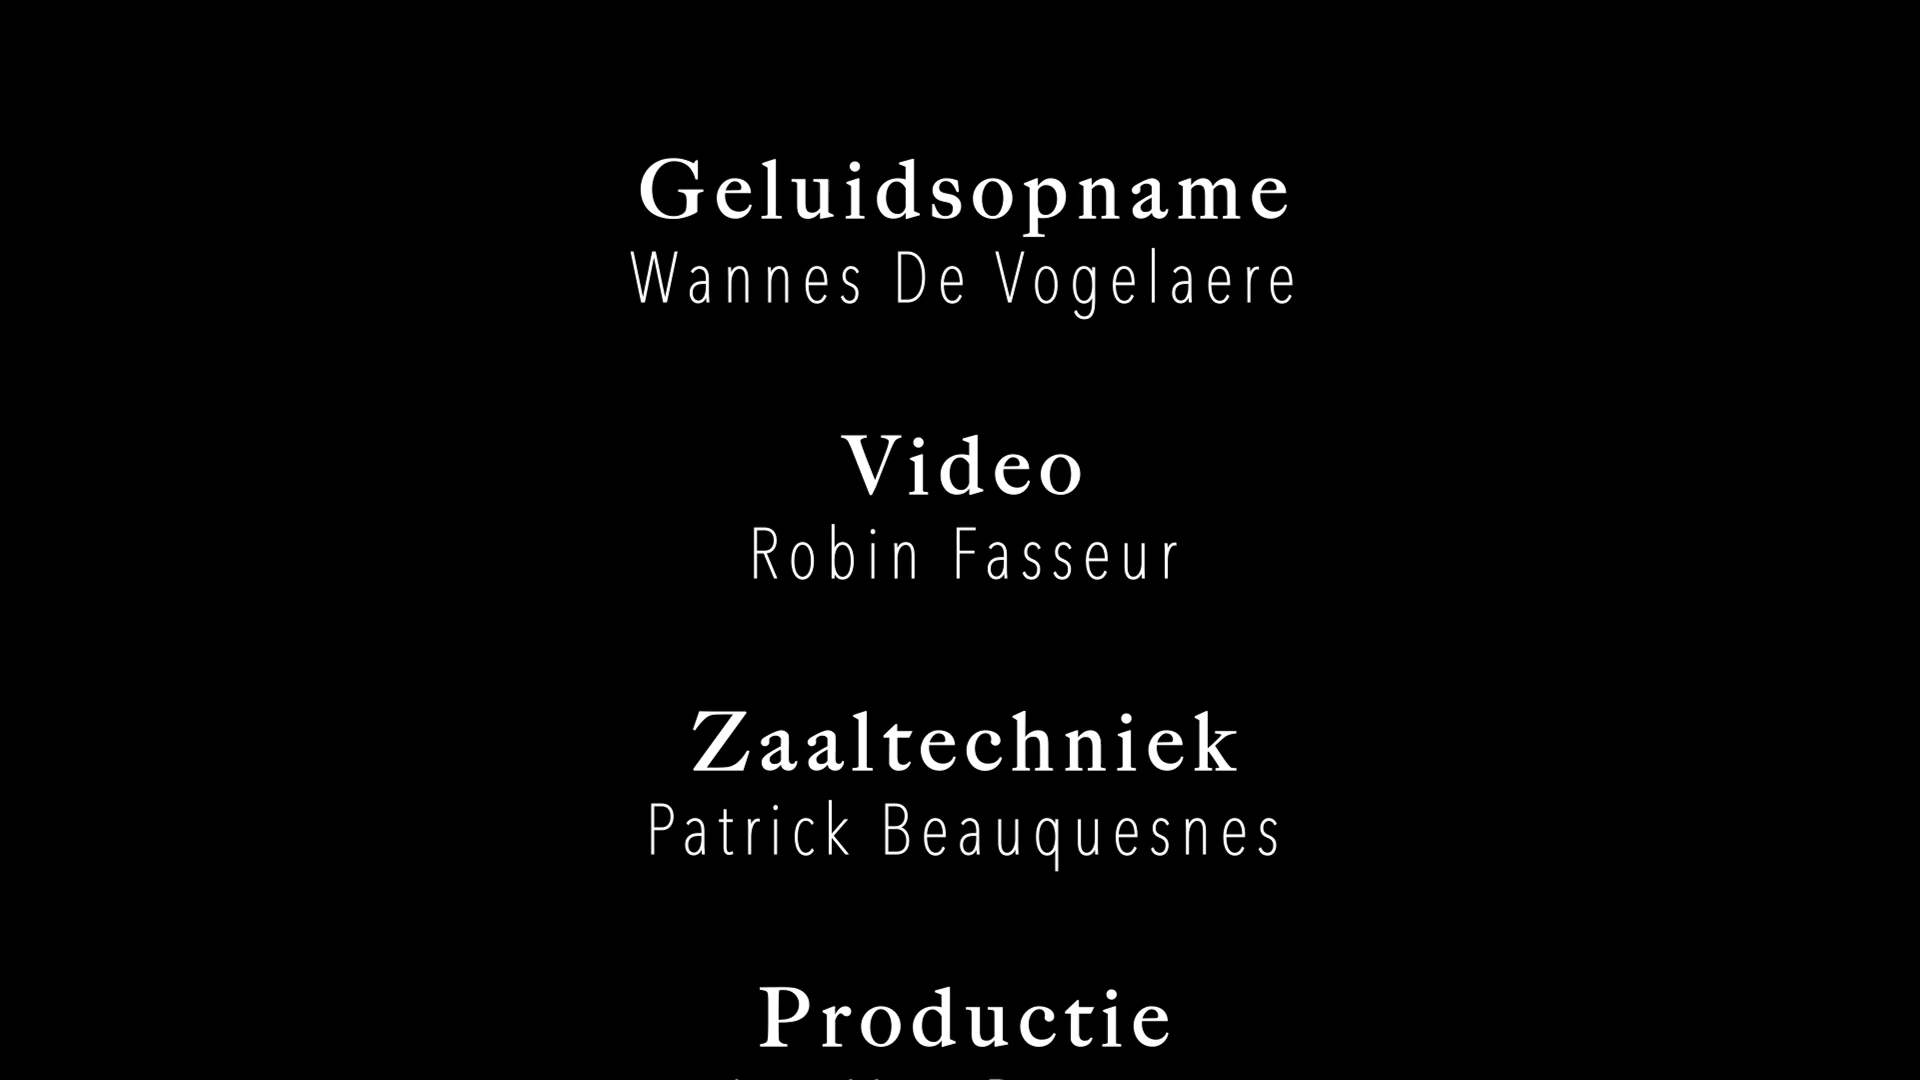 Geluidsopname
Wannes De Vogelaere
Video
Robin Fasseur
Zaaltechniek
Patrick Beauquesnes
Productie